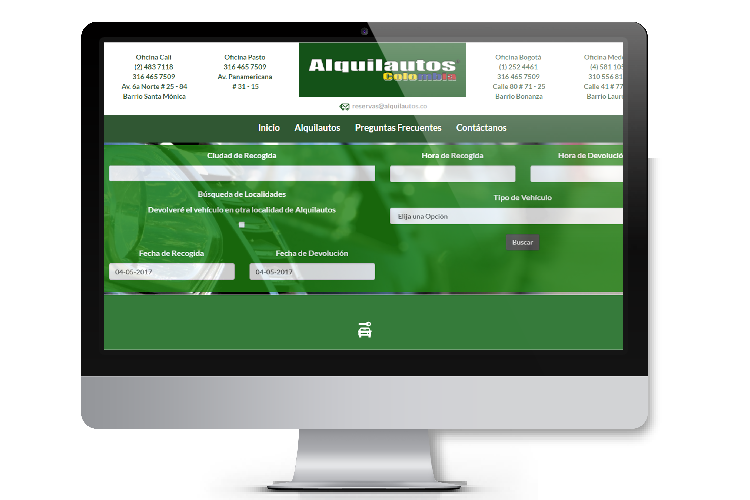 Oficina Cali
(2) 483 7118
316 465 7509
Av. 6a Norte # 25 - 84
Barrio Santa Mónica
Oficina Pasto
316 465 7509
Av. Panamericana
# 31 - 15
Alquilautos
Colombia
Oficina Bogotá
(1) 252 4461
316 465 7509
Calle 80 # 71 - 25
Barrio Bonanza
Oficina Mede
(4) 581 105
310 556 81
Calle 41 # 77
Barrio Laur
reservas@alquilautos.co
Inicio Alquilautos Preguntas Frecuentes Contáctanos
Ciudad de Recogida
Hora de Recogida
Hora de Devolució
Búsqueda de Localidades
Devolveré el vehículo en otra localidad de Alquilautos
Tipo de Vehículo
Elija una Opción
Buscar
Fecha de Recogida
Fecha de Devolución
04-05-2017
04-05-2017